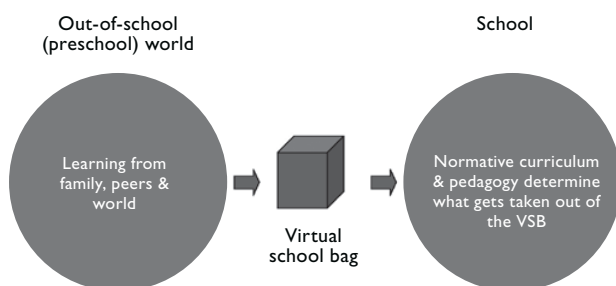 Out-of-school
(preschool) world
School
Learning from
family, peers &
world
Virtual
school bag
Normative curriculum
& pedagogy determine
what gets taken out of
the VSB